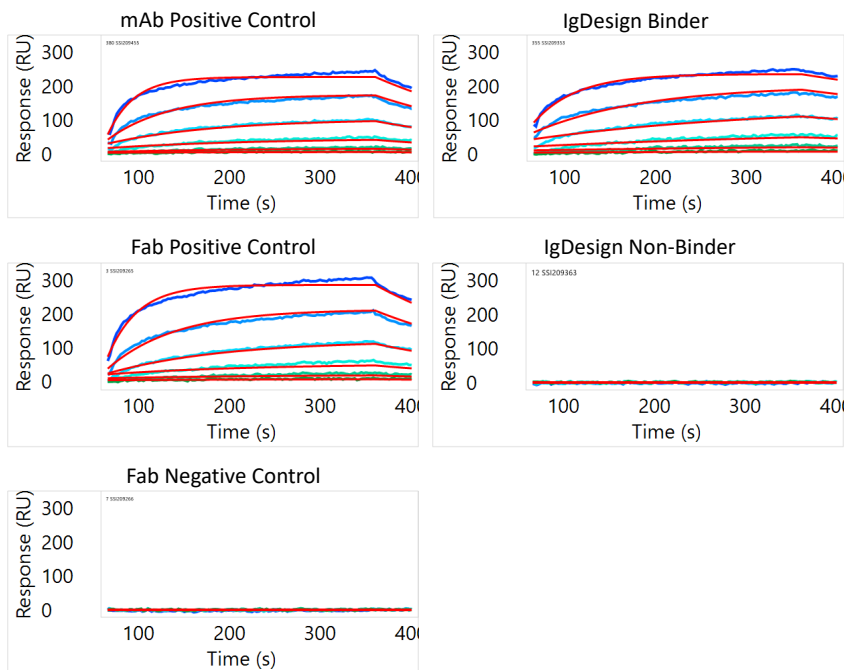 mAb Positive Control
380 SSI209455
Response (RU)
300
200
100
0
100
200
300
400
Time (s)
IgDesign Binder
355 SSI209353
Response (RU)
300
200
100
0
100
200
300
400
Time (s)
Fab Positive Control
3 SSI209265
Response (RU)
300
200
100
0
100
200
300
400
Time (s)
IgDesign Non-Binder
12 SSI209363
Response (RU)
300
200
100
0
100
200
300
400
Time (s)
Fab Negative Control
7 SSI209266
Response (RU)
300
200
100
0
100
200
300
400
Time (s)